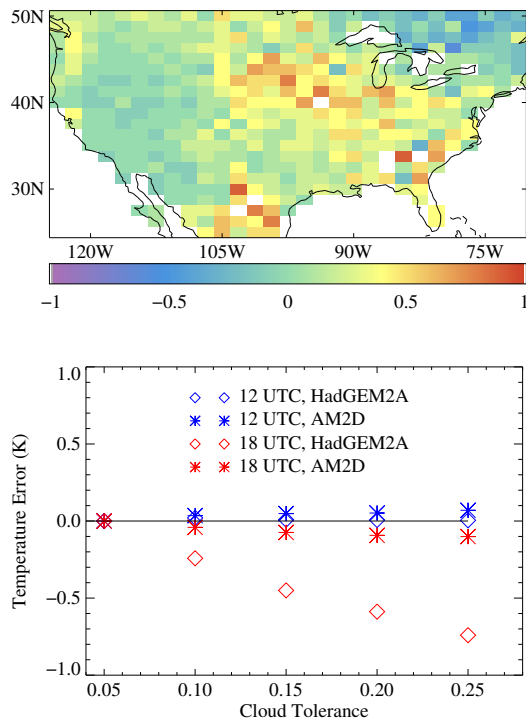 50N
40N
30N
120W 105W 90W 75W
−1 −0.5 0 0.5 1
1.0
0.5
0.0
−0.5
−1.0
Temperature Error (K)
12 UTC, HadGEM2A
12 UTC, AM2D
18 UTC, HadGEM2A
18 UTC, AM2D
0.05 0.10 0.15 0.20 0.25
Cloud Tolerance